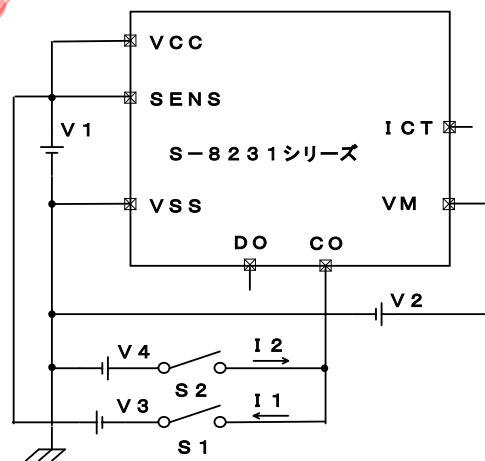 VCC
SENS
V1
ICT
S-8231シリーズ
VSS
VM
DO
CO
V2
V4
I2
S2
V3
I1
S1